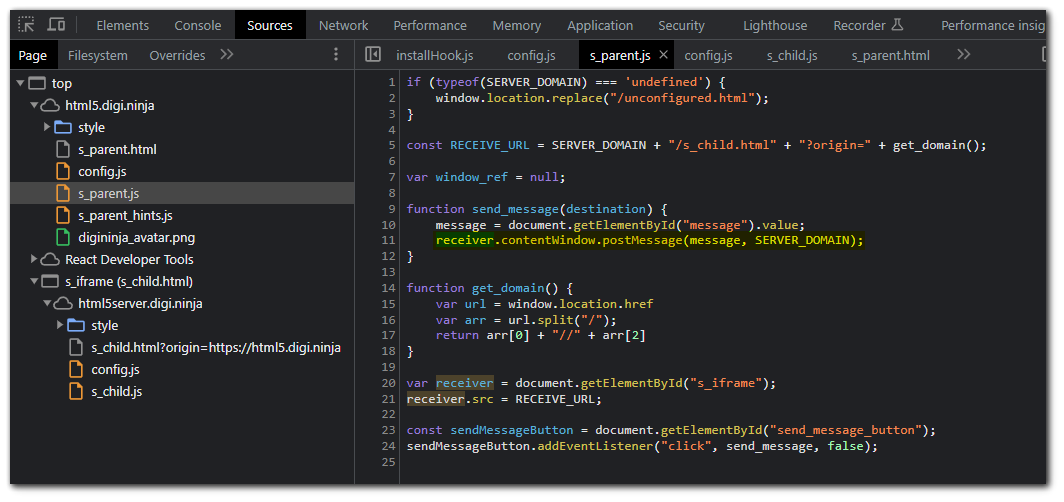 Elements Console Sources Network Performance Memory Application Security Lighthouse Recorder Performance insig
Page Filesystem Overrides
installHook.js config.js s_parent.js config.js s_child.js s_parent.html
top
html5.digi.ninja
style
s_parent.html
config.js
s_parent.js
s_parent_hints.js
digininja_avatar.png
React Developer Tools
s_iframe (s_child.html)
html5server.digi.ninja
style
s_child.html?origin=https://html5.digi.ninja
config.js
s_child.js
1 if (typeof(SERVER_DOMAIN) === 'undefined') {
2     window.location.replace("/unconfigured.html");
3 }
4
5 const RECEIVE_URL = SERVER_DOMAIN + "/s_child.html" + "?origin=" + get_domain();
6
7 var window_ref = null;
8
9 function send_message(destination) {
10     message = document.getElementById("message").value;
11     receiver.contentWindow.postMessage(message, SERVER_DOMAIN);
12 }
13
14 function get_domain() {
15     var url = window.location.href
16     var arr = url.split("/");
17     return arr[0] + "//" + arr[2]
18 }
19
20 var receiver = document.getElementById("s_iframe");
21 receiver.src = RECEIVE_URL;
22
23 const sendMessageButton = document.getElementById("send_message_button");
24 sendMessageButton.addEventListener("click", send_message, false);
25